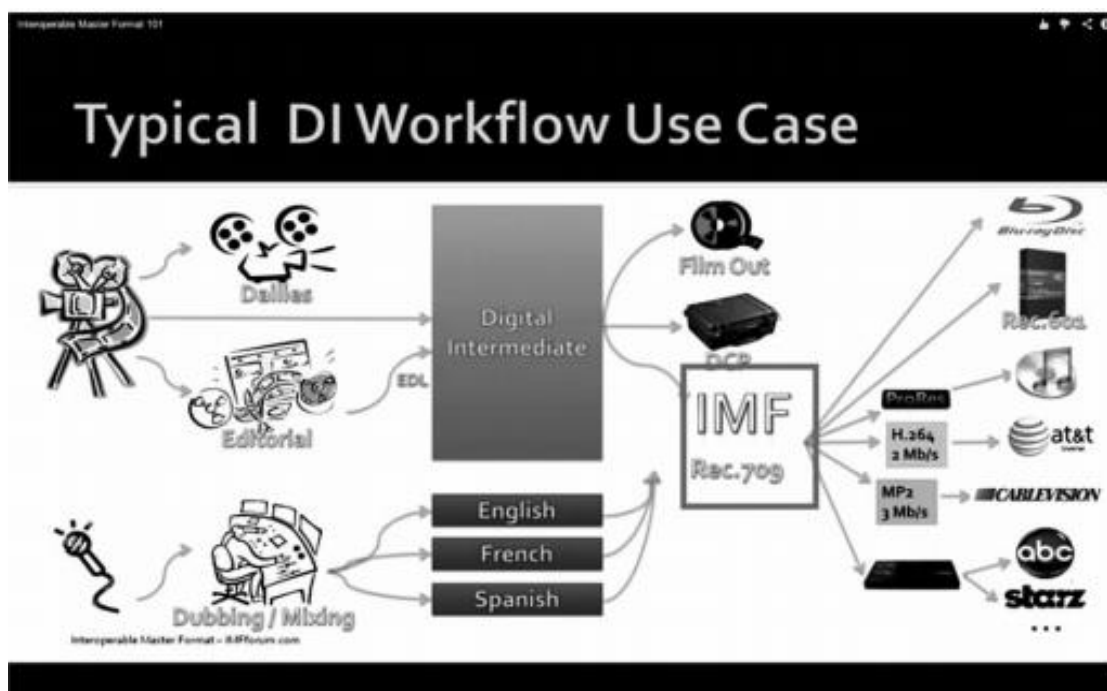 Interoperable Master Format 101
Typical DI Workflow Use Case
Dailies
Editorial
EDL
Digital
Intermediate
Film Out
DCP
IMF
Rec.709
Blu-ray Disc
Rec.601
ProRes
H.264
2 Mb/s
at&t
MP2
3 Mb/s
CABLEVISION
abc
starz
...
English
French
Spanish
Dubbing / Mixing
Interoperable Master Format – IMFforum.com